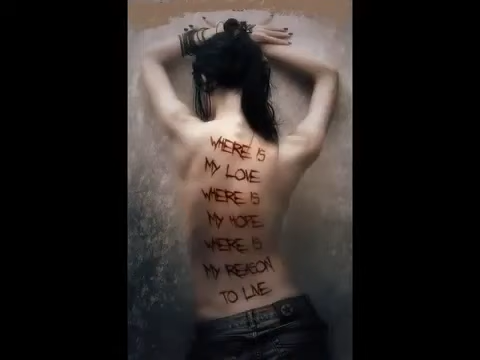 WHERE IS
MY LOVE
WHERE IS
MY HOPE
WHERE IS
MY REASON
TO LIVE